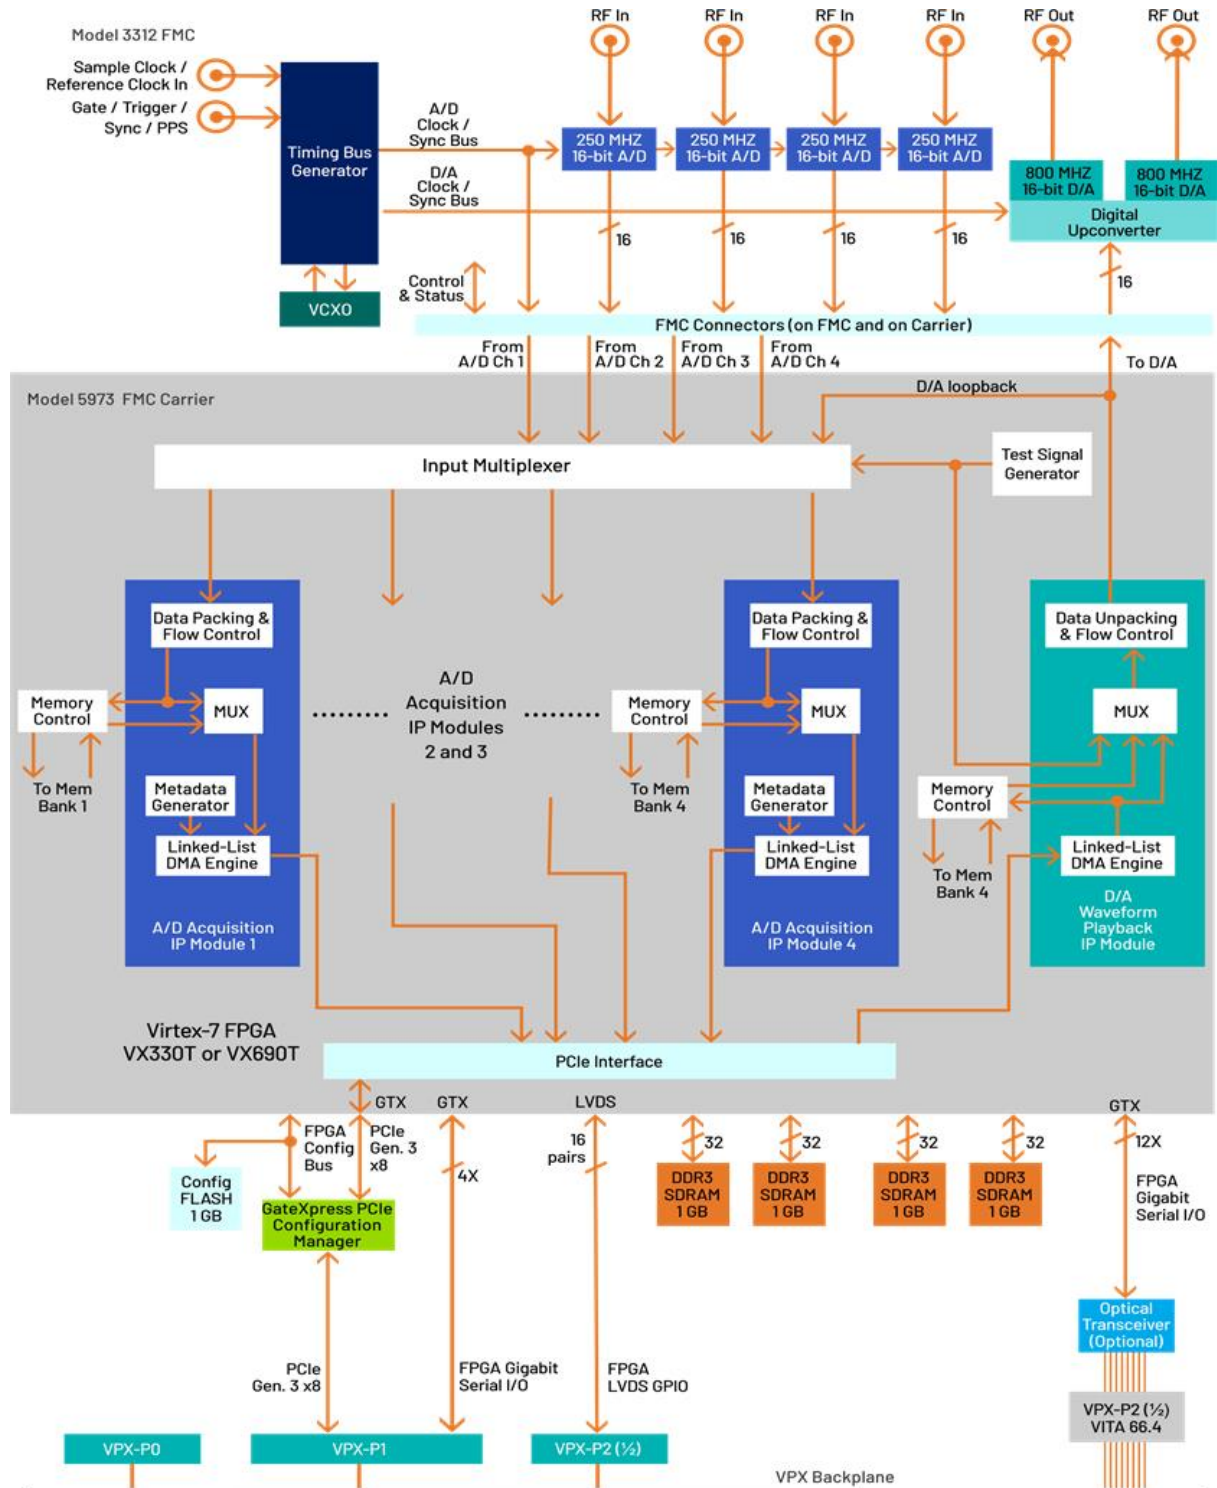 Model 3312 FMC
RF In
RF In
RF In
RF In
RF Out
RF Out
Sample Clock /
Reference Clock In
Gate / Trigger /
Sync / PPS
Timing Bus
Generator
A/D
Clock /
Sync Bus
D/A
Clock /
Sync Bus
250 MHZ
16-bit A/D
250 MHZ
16-bit A/D
250 MHZ
16-bit A/D
250 MHZ
16-bit A/D
800 MHZ
16-bit D/A
800 MHZ
16-bit D/A
Digital
Upconverter
16
16
16
16
16
VCXO
Control
& Status
FMC Connectors (on FMC and on Carrier)
From
A/D Ch 1
From
A/D Ch 2
From
A/D Ch 3
From
A/D Ch 4
To D/A
Model 5973 FMC Carrier
D/A loopback
Input Multiplexer
Test Signal
Generator
Data Packing &
Flow Control
Memory
Control
MUX
To Mem
Bank 1
Metadata
Generator
Linked-List
DMA Engine
A/D Acquisition
IP Module 1
A/D
Acquisition
IP Modules
2 and 3
Data Packing &
Flow Control
Memory
Control
MUX
To Mem
Bank 4
Metadata
Generator
Linked-List
DMA Engine
A/D Acquisition
IP Module 4
Data Unpacking
& Flow Control
MUX
Memory
Control
To Mem
Bank 4
Linked-List
DMA Engine
D/A
Waveform
Playback
IP Module
Virtex-7 FPGA
VX330T or VX690T
PCIe Interface
GTX
GTX
LVDS
GTX
FPGA
Config
Bus
PCIe
Gen. 3
x8
4X
16
pairs
32
32
32
32
12X
Config
FLASH
1 GB
GateXpress PCIe
Configuration
Manager
DDR3
SDRAM
1 GB
DDR3
SDRAM
1 GB
DDR3
SDRAM
1 GB
DDR3
SDRAM
1 GB
FPGA
Gigabit
Serial I/O
Optical
Transceiver
(Optional)
PCIe
Gen. 3 x8
FPGA Gigabit
Serial I/O
FPGA
LVDS GPIO
VPX-P2 (½)
VITA 66.4
VPX-P0
VPX-P1
VPX-P2 (½)
VPX Backplane